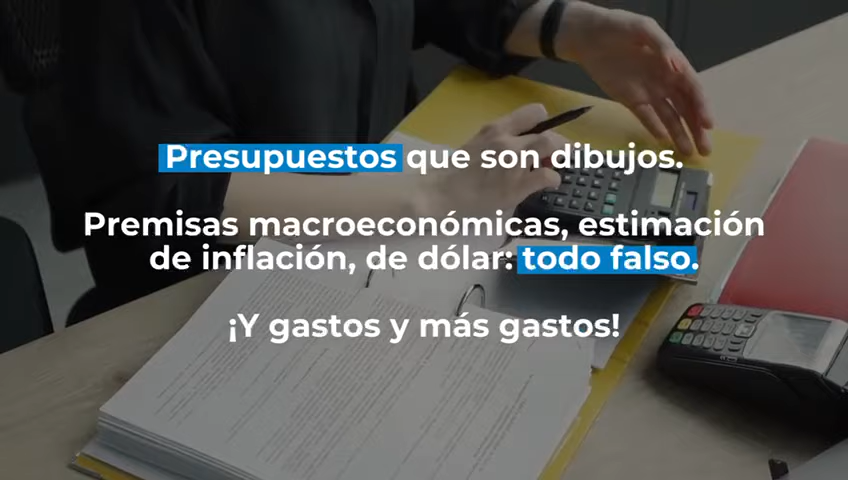 Presupuestos que son dibujos.
Premisas macroeconómicas, estimación
de inflación, de dólar: todo falso.
¡Y gastos y más gastos!